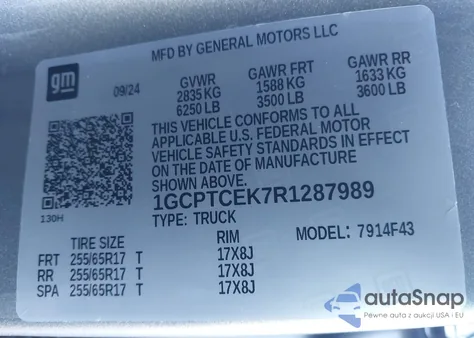 MFD BY GENERAL MOTORS LLC
gm
09/24
GVWR GAWR FRT GAWR RR
2835 KG 1588 KG 1633 KG
6250 LB 3500 LB 3600 LB
THIS VEHICLE CONFORMS TO ALL
APPLICABLE U.S. FEDERAL MOTOR
VEHICLE SAFETY STANDARDS IN EFFECT
ON THE DATE OF MANUFACTURE
SHOWN ABOVE.
1GCPTCEK7R1287989
130H
TYPE: TRUCK
TIRE SIZE RIM MODEL: 7914F43
FRT 255/65R17 T 17X8J
RR 255/65R17 T 17X8J
SPA 255/65R17 T 17X8J
autoSnap
Pewne auta z aukcji USA i EU